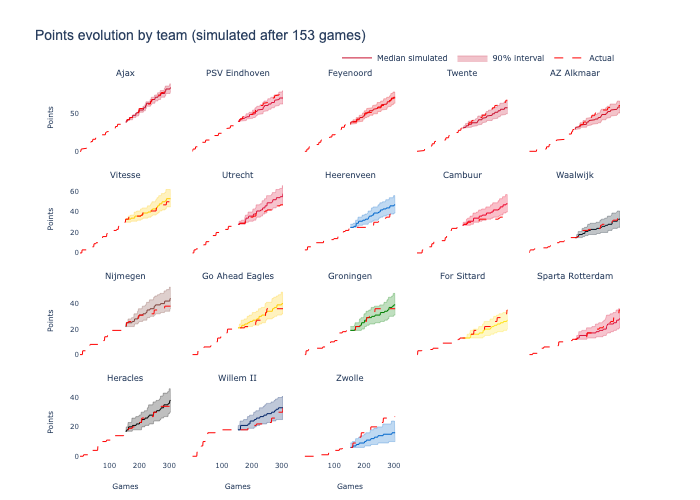 Points evolution by team (simulated after 153 games)
Median simulated 90% interval Actual
Ajax PSV Eindhoven Feyenoord Twente AZ Alkmaar
50
0
Points
Vitesse Utrecht Heerenveen Cambuur Waalwijk
60
40
20
0
Points
Nijmegen Go Ahead Eagles Groningen For Sittard Sparta Rotterdam
40
20
0
Points
Heracles Willem II Zwolle
40
20
0
Points
100 200 300 100 200 300 100 200 300
Games Games Games